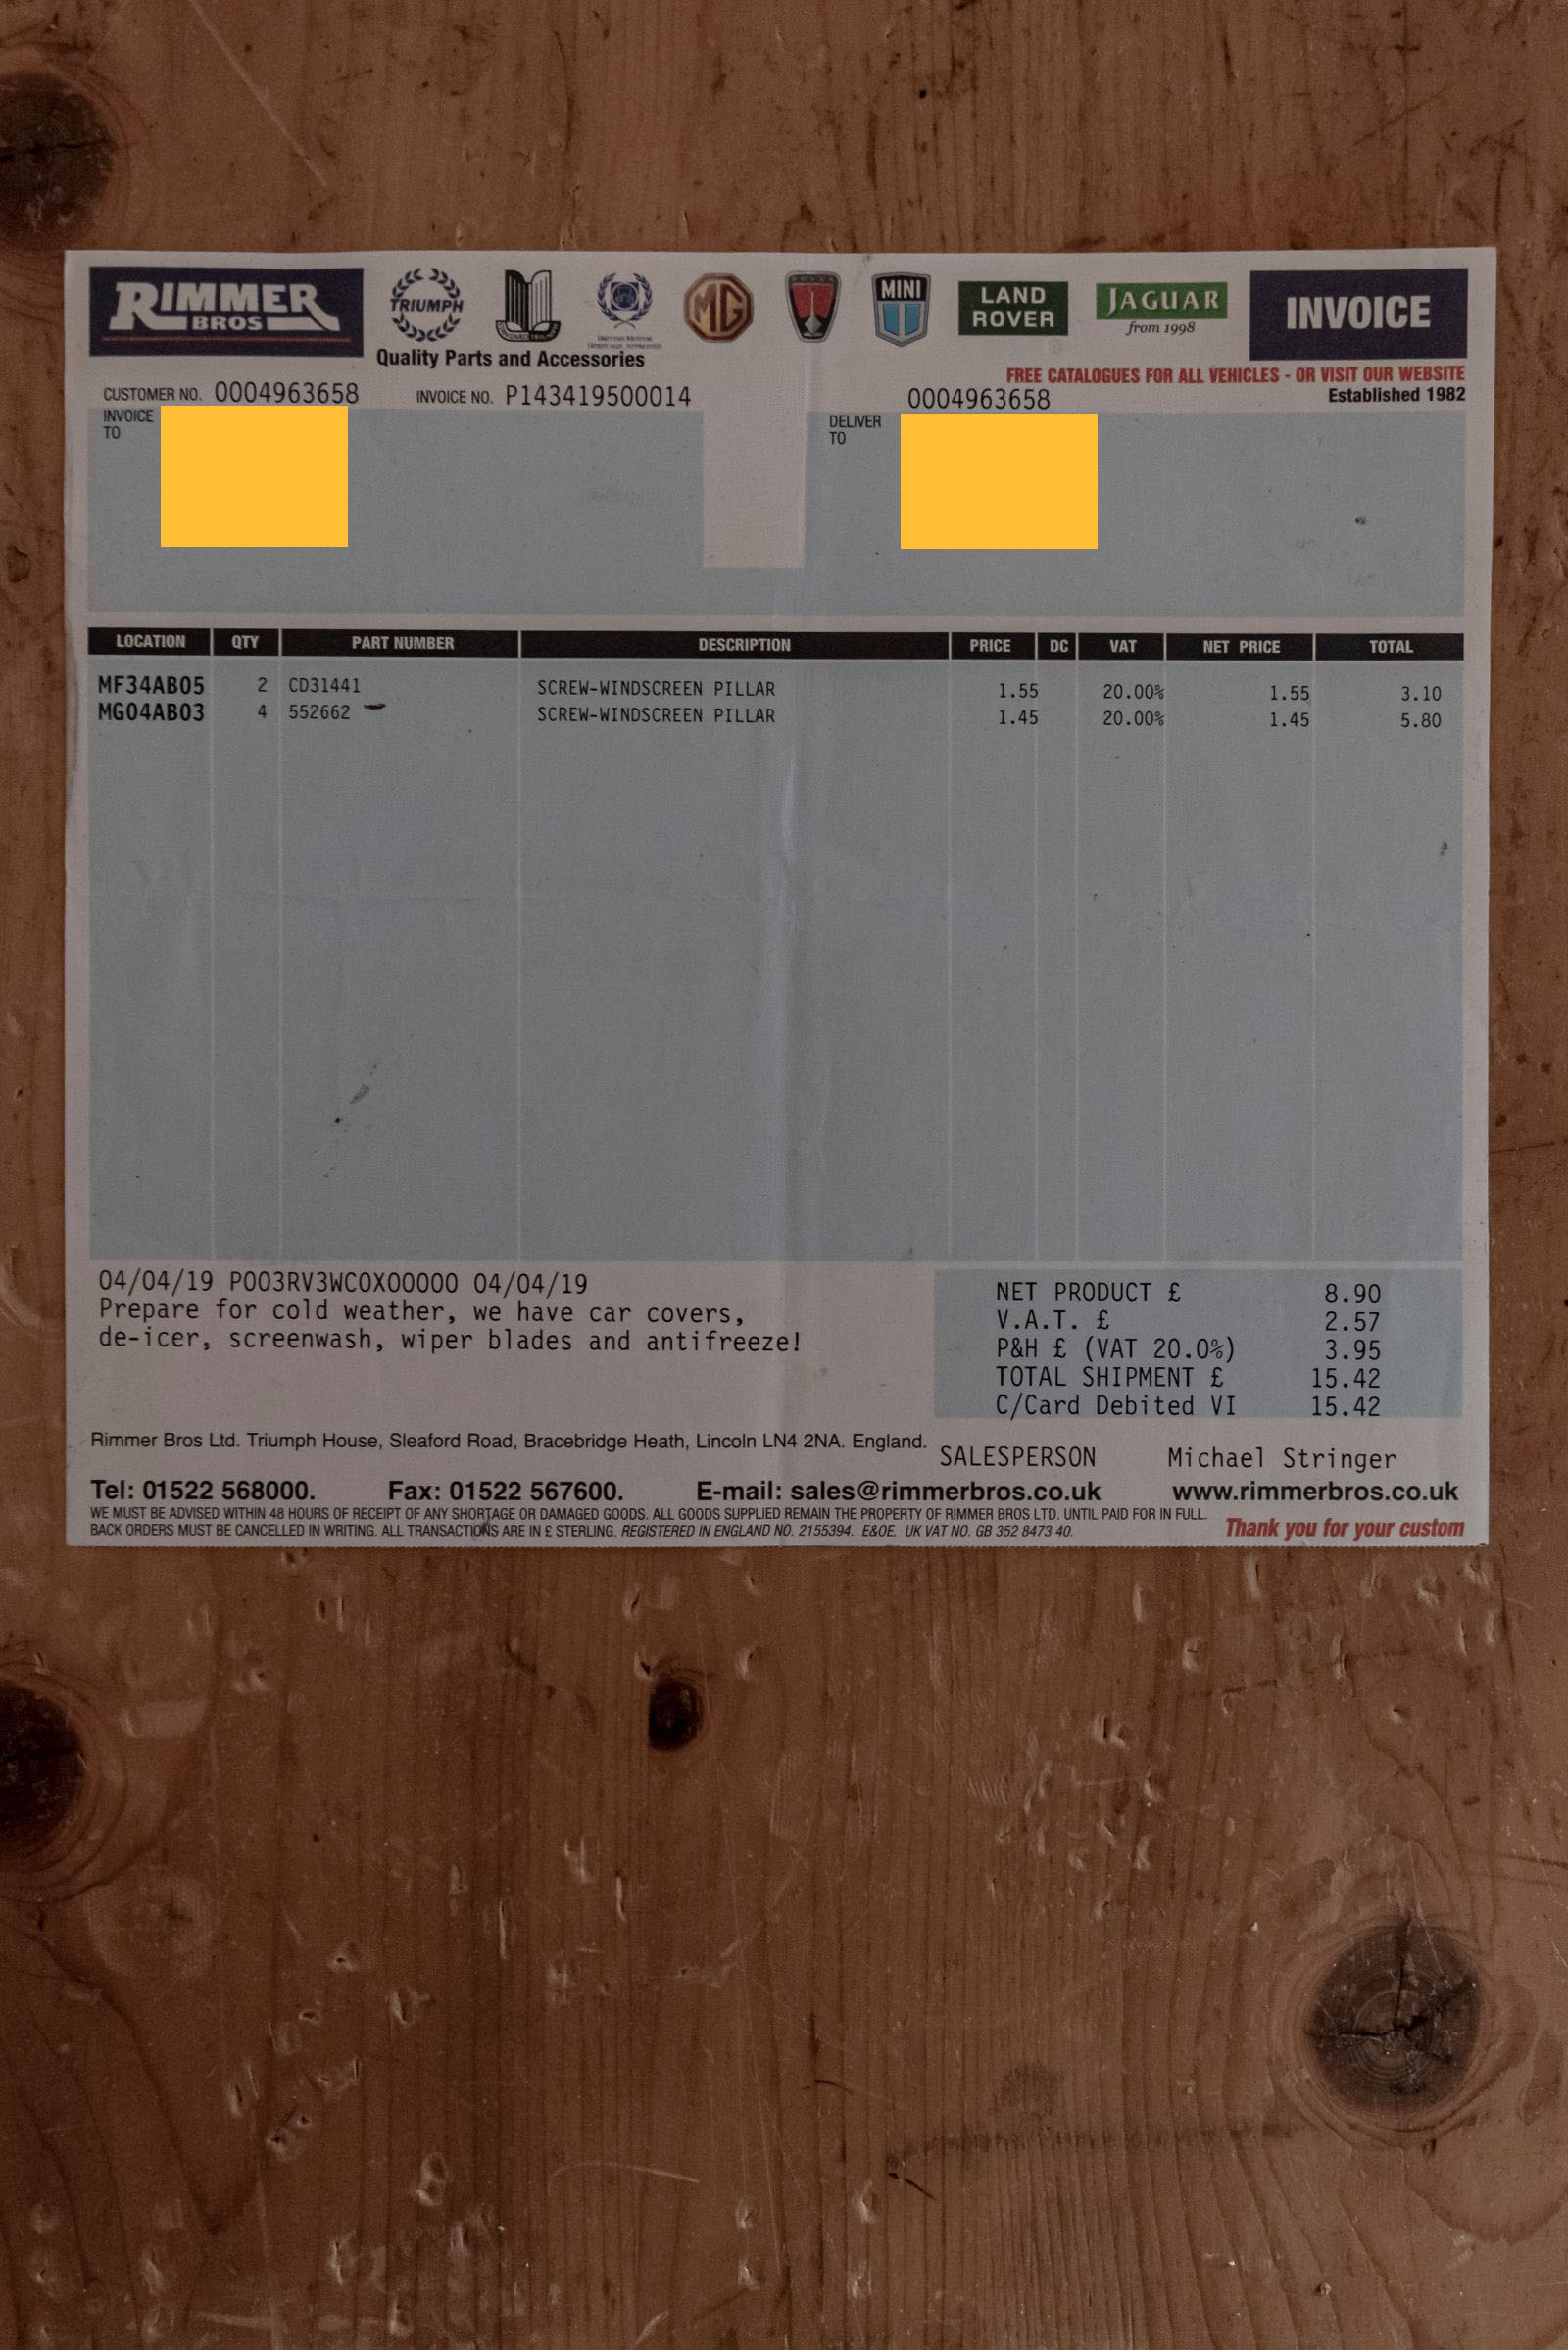 RIMMER BROS
TRIUMPH
MG
MINI
LAND ROVER
JAGUAR
from 1998
INVOICE
Quality Parts and Accessories
FREE CATALOGUES FOR ALL VEHICLES - OR VISIT OUR WEBSITE
Established 1982
CUSTOMER NO. 0004963658 INVOICE NO. P143419500014 0004963658
INVOICE TO
DELIVER TO
LOCATION QTY PART NUMBER DESCRIPTION PRICE DC VAT NET PRICE TOTAL
MF34AB05 2 CD31441 SCREW-WINDSCREEN PILLAR 1.55 20.00% 1.55 3.10
MG04AB03 4 552662 SCREW-WINDSCREEN PILLAR 1.45 20.00% 1.45 5.80
04/04/19 P003RV3WC0X00000 04/04/19
Prepare for cold weather, we have car covers,
de-icer, screenwash, wiper blades and antifreeze!
NET PRODUCT £ 8.90
V.A.T. £ 2.57
P&H £ (VAT 20.0%) 3.95
TOTAL SHIPMENT £ 15.42
C/Card Debited VI 15.42
Rimmer Bros Ltd. Triumph House, Sleaford Road, Bracebridge Heath, Lincoln LN4 2NA. England.
SALESPERSON Michael Stringer
Tel: 01522 568000. Fax: 01522 567600. E-mail: sales@rimmerbros.co.uk www.rimmerbros.co.uk
WE MUST BE ADVISED WITHIN 48 HOURS OF RECEIPT OF ANY SHORTAGE OR DAMAGED GOODS. ALL GOODS SUPPLIED REMAIN THE PROPERTY OF RIMMER BROS LTD. UNTIL PAID FOR IN FULL.
BACK ORDERS MUST BE CANCELLED IN WRITING. ALL TRANSACTIONS ARE IN £ STERLING. REGISTERED IN ENGLAND NO. 2155394. E&OE. UK VAT NO. GB 352 8473 40.
Thank you for your custom